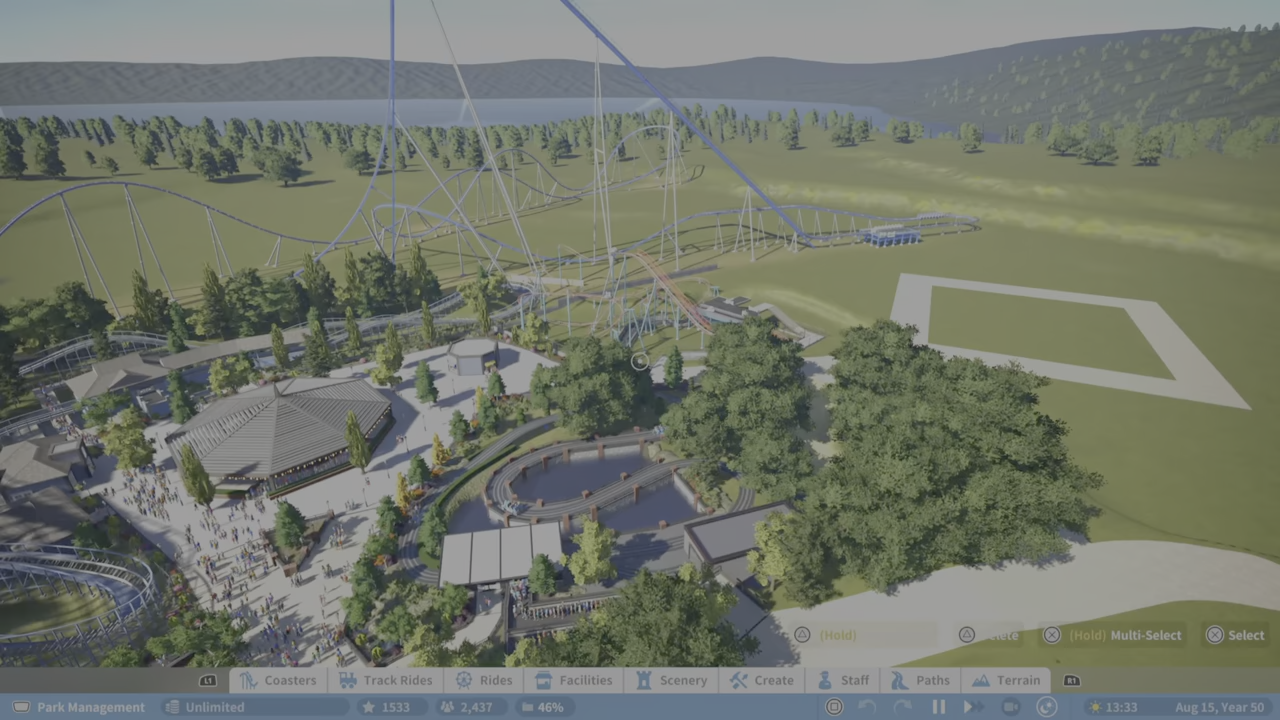 (Hold)
Multi-Select
(Hold)
Select
L1
Coasters
Track Rides
Rides
Facilities
Scenery
Create
Staff
Paths
Terrain
R1
Park Management
Unlimited
1533
2,437
46%
13:33
Aug 15, Year 50